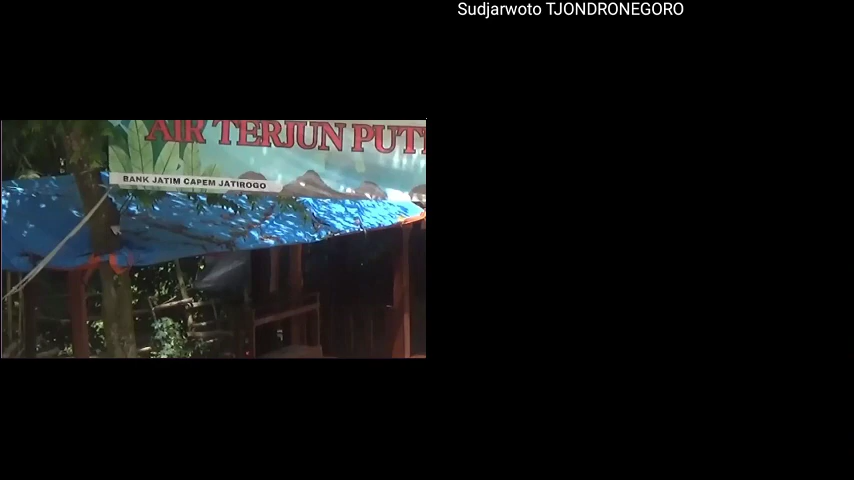 Sudjarwoto TJONDRONEGORO
AIR TERJUN
BANK JATIM CAPEM JATIROGO